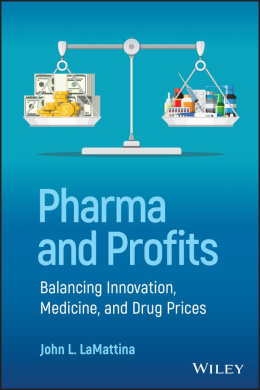 Pharma
and Profits
Balancing Innovation,
Medicine, and Drug Prices
John L. LaMattina
WILEY